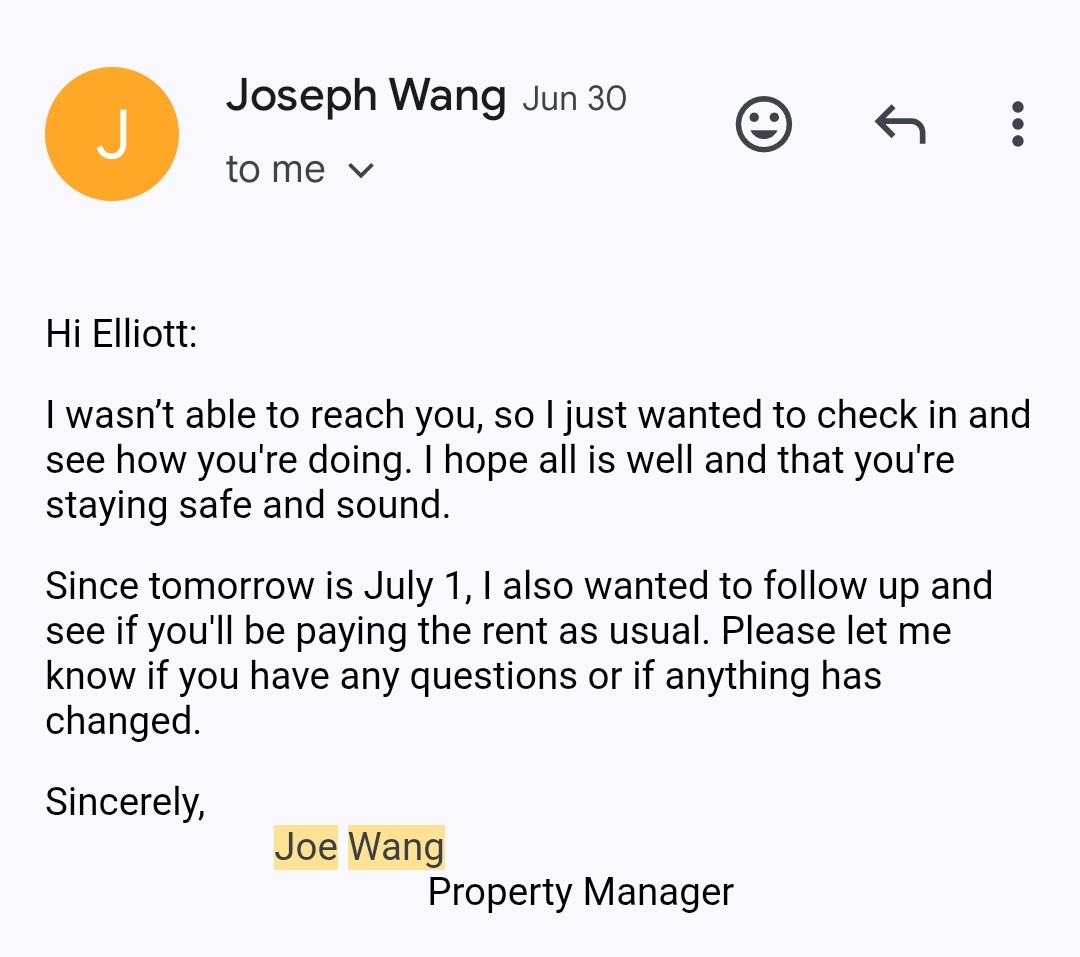 J
Joseph Wang Jun 30
to me
Hi Elliott:
I wasn’t able to reach you, so I just wanted to check in and
see how you're doing. I hope all is well and that you're
staying safe and sound.
Since tomorrow is July 1, I also wanted to follow up and
see if you'll be paying the rent as usual. Please let me
know if you have any questions or if anything has
changed.
Sincerely,
Joe Wang
Property Manager